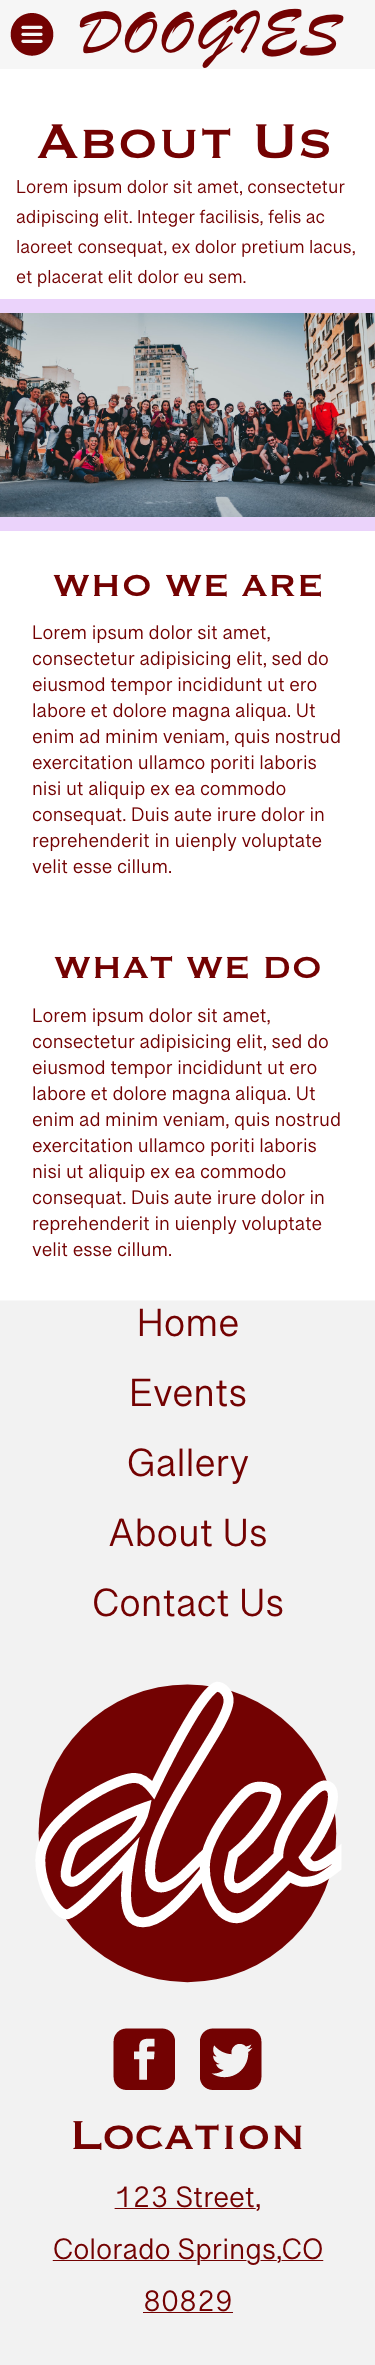 DOOGIES
About Us
Lorem ipsum dolor sit amet, consectetur
adipiscing elit. Integer facilisis, felis ac
laoreet consequat, ex dolor pretium lacus,
et placerat elit dolor eu sem.
WHO WE ARE
Lorem ipsum dolor sit amet,
consectetur adipisicing elit, sed do
eiusmod tempor incididunt ut ero
labore et dolore magna aliqua. Ut
enim ad minim veniam, quis nostrud
exercitation ullamco poriti laboris
nisi ut aliquip ex ea commodo
consequat. Duis aute irure dolor in
reprehenderit in uienply voluptate
velit esse cillum.
WHAT WE DO
Lorem ipsum dolor sit amet,
consectetur adipisicing elit, sed do
eiusmod tempor incididunt ut ero
labore et dolore magna aliqua. Ut
enim ad minim veniam, quis nostrud
exercitation ullamco poriti laboris
nisi ut aliquip ex ea commodo
consequat. Duis aute irure dolor in
reprehenderit in uienply voluptate
velit esse cillum.
Home
Events
Gallery
About Us
Contact Us
Location
123 Street,
Colorado Springs,CO
80829